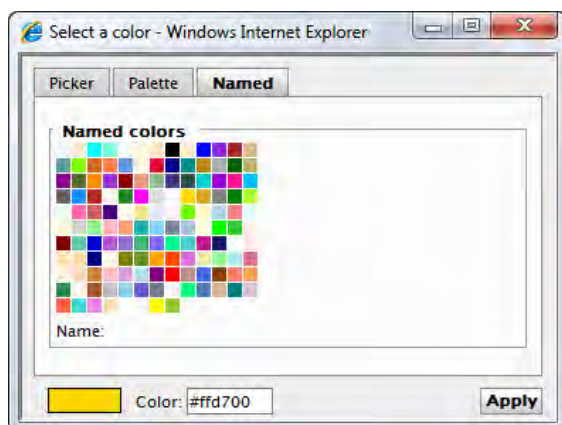 Select a color - Windows Internet Explorer
Picker Palette Named
Named colors
Name:
Color: #ffd700 Apply